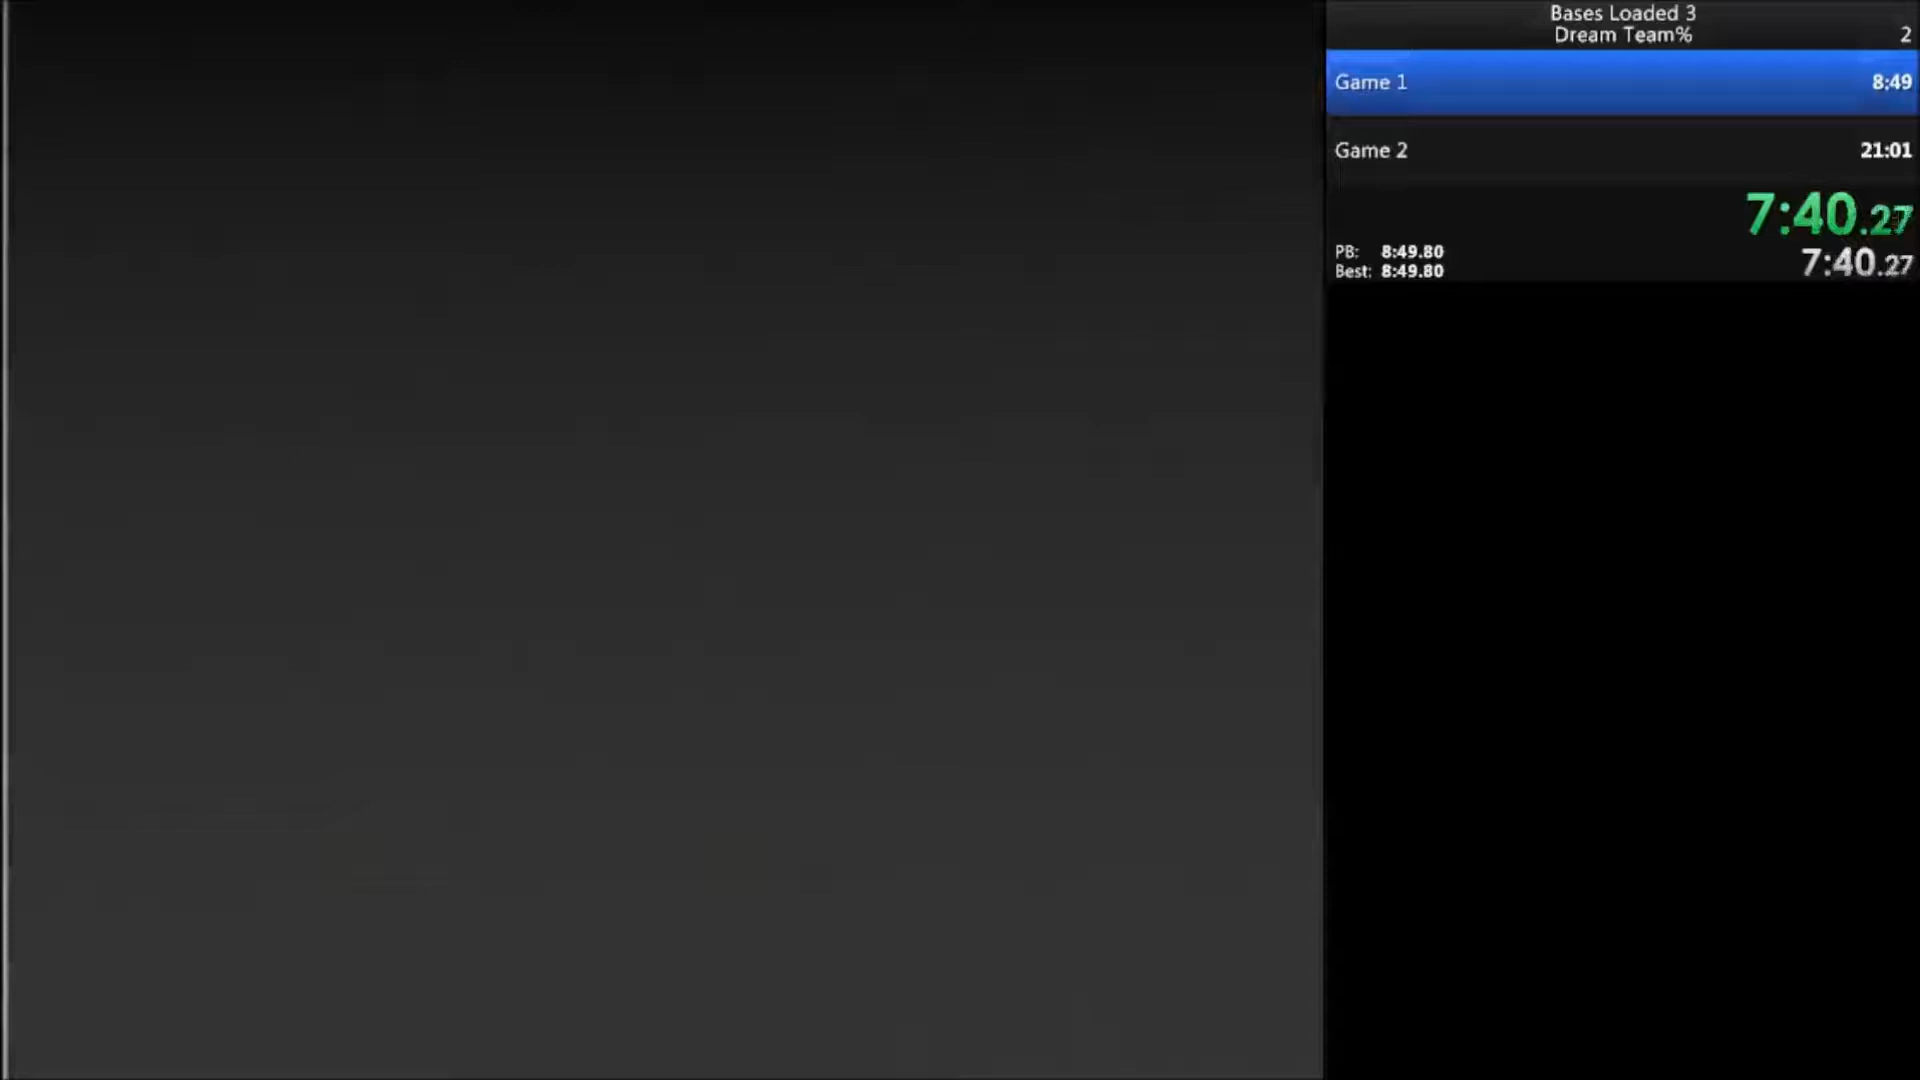 Bases Loaded 3
Dream Team% 2
Game 1 8:49
Game 2 21:01
7:40.27
PB: 8:49.80
Best: 8:49.80
7:40.27